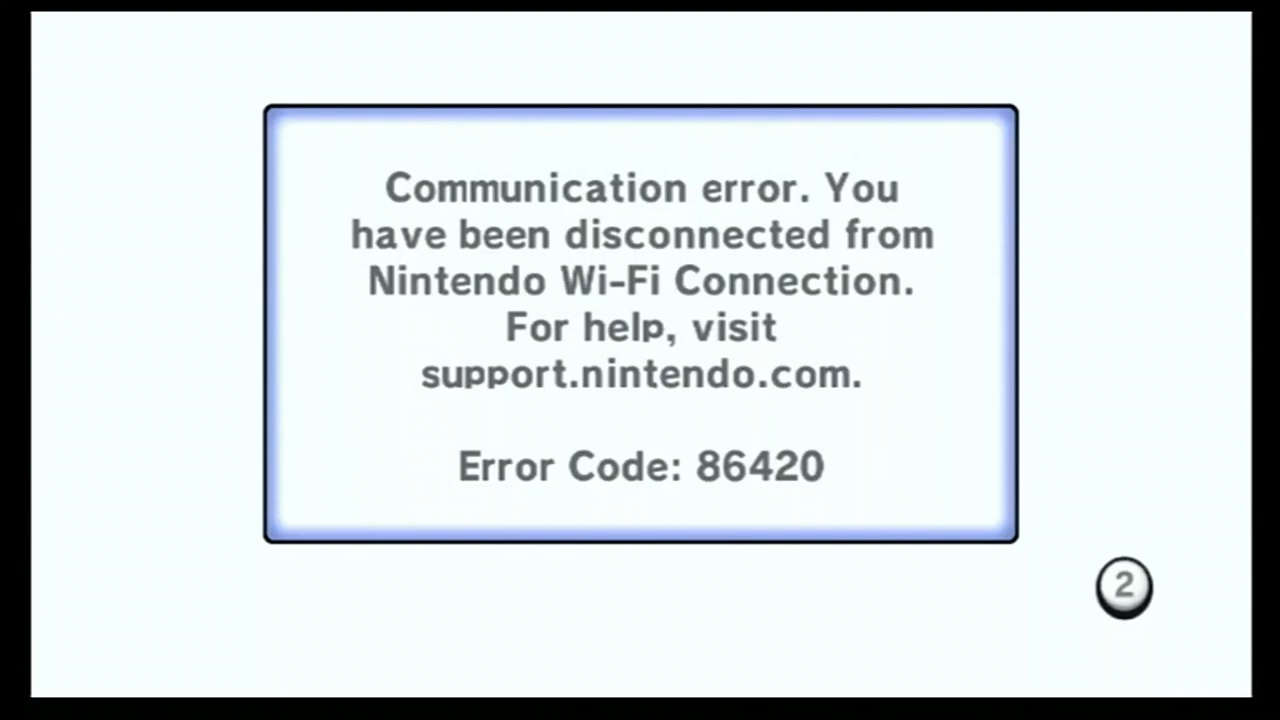 Communication error. You
have been disconnected from
Nintendo Wi-Fi Connection.
For help, visit
support.nintendo.com.
Error Code: 86420
2